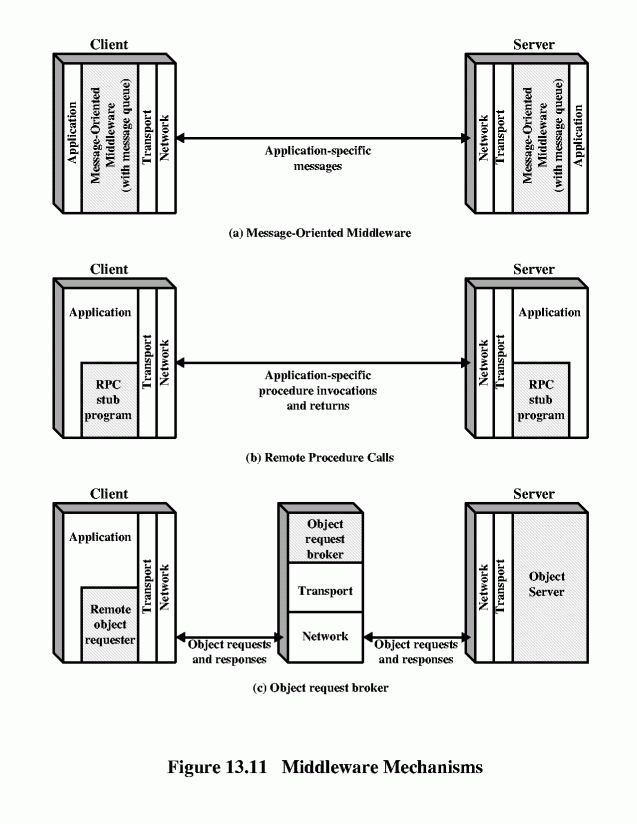 Client
Server
Application
Message-Oriented
Middleware
(with message queue)
Transport
Network
Application-specific
messages
Network
Transport
Message-Oriented
Middleware
(with message queue)
Application
(a) Message-Oriented Middleware
Client
Server
Application
RPC
stub
program
Transport
Network
Application-specific
procedure invocations
and returns
Network
Transport
Application
RPC
stub
program
(b) Remote Procedure Calls
Client
Server
Application
Remote
object
requester
Transport
Network
Object requests
and responses
Object
request
broker
Transport
Network
Object requests
and responses
Network
Transport
Object
Server
(c) Object request broker
Figure 13.11 Middleware Mechanisms